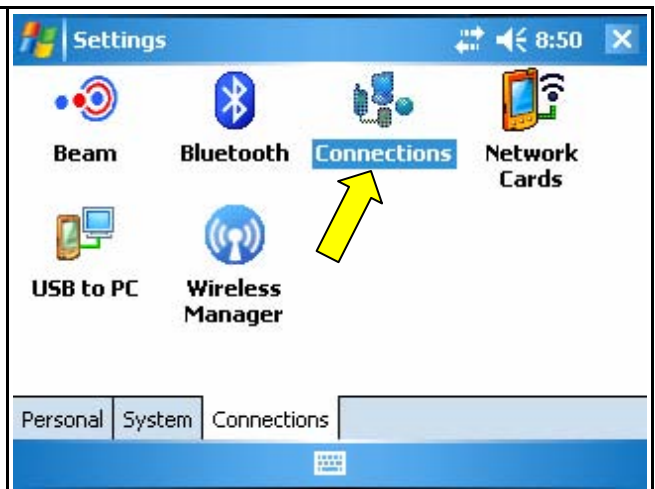 Settings 8:50
Beam Bluetooth Connections Network Cards
USB to PC Wireless Manager
Personal System Connections